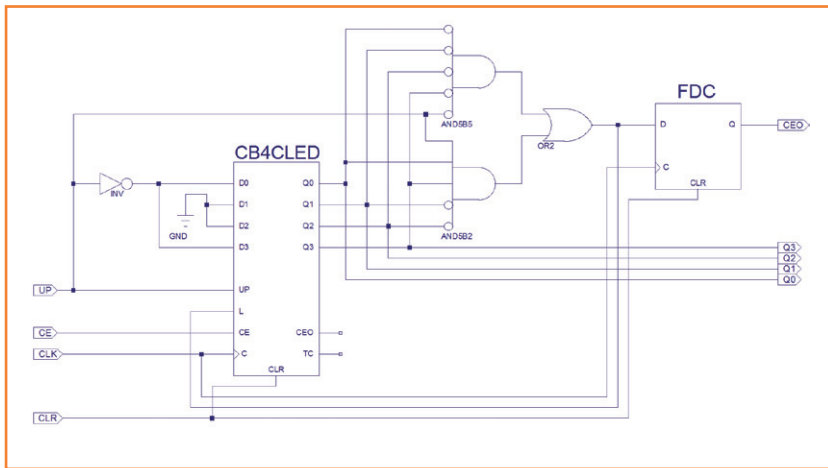 FDC
D
Q
CEO
C
CLR
AND5B5
OR2
CB4CLED
INV
D0
Q0
D1
Q1
D2
Q2
GND
AND5B2
D3
Q3
Q3
Q2
Q1
Q0
UP
UP
L
CE
CE
CEO
CLK
C
TC
CLR
CLR